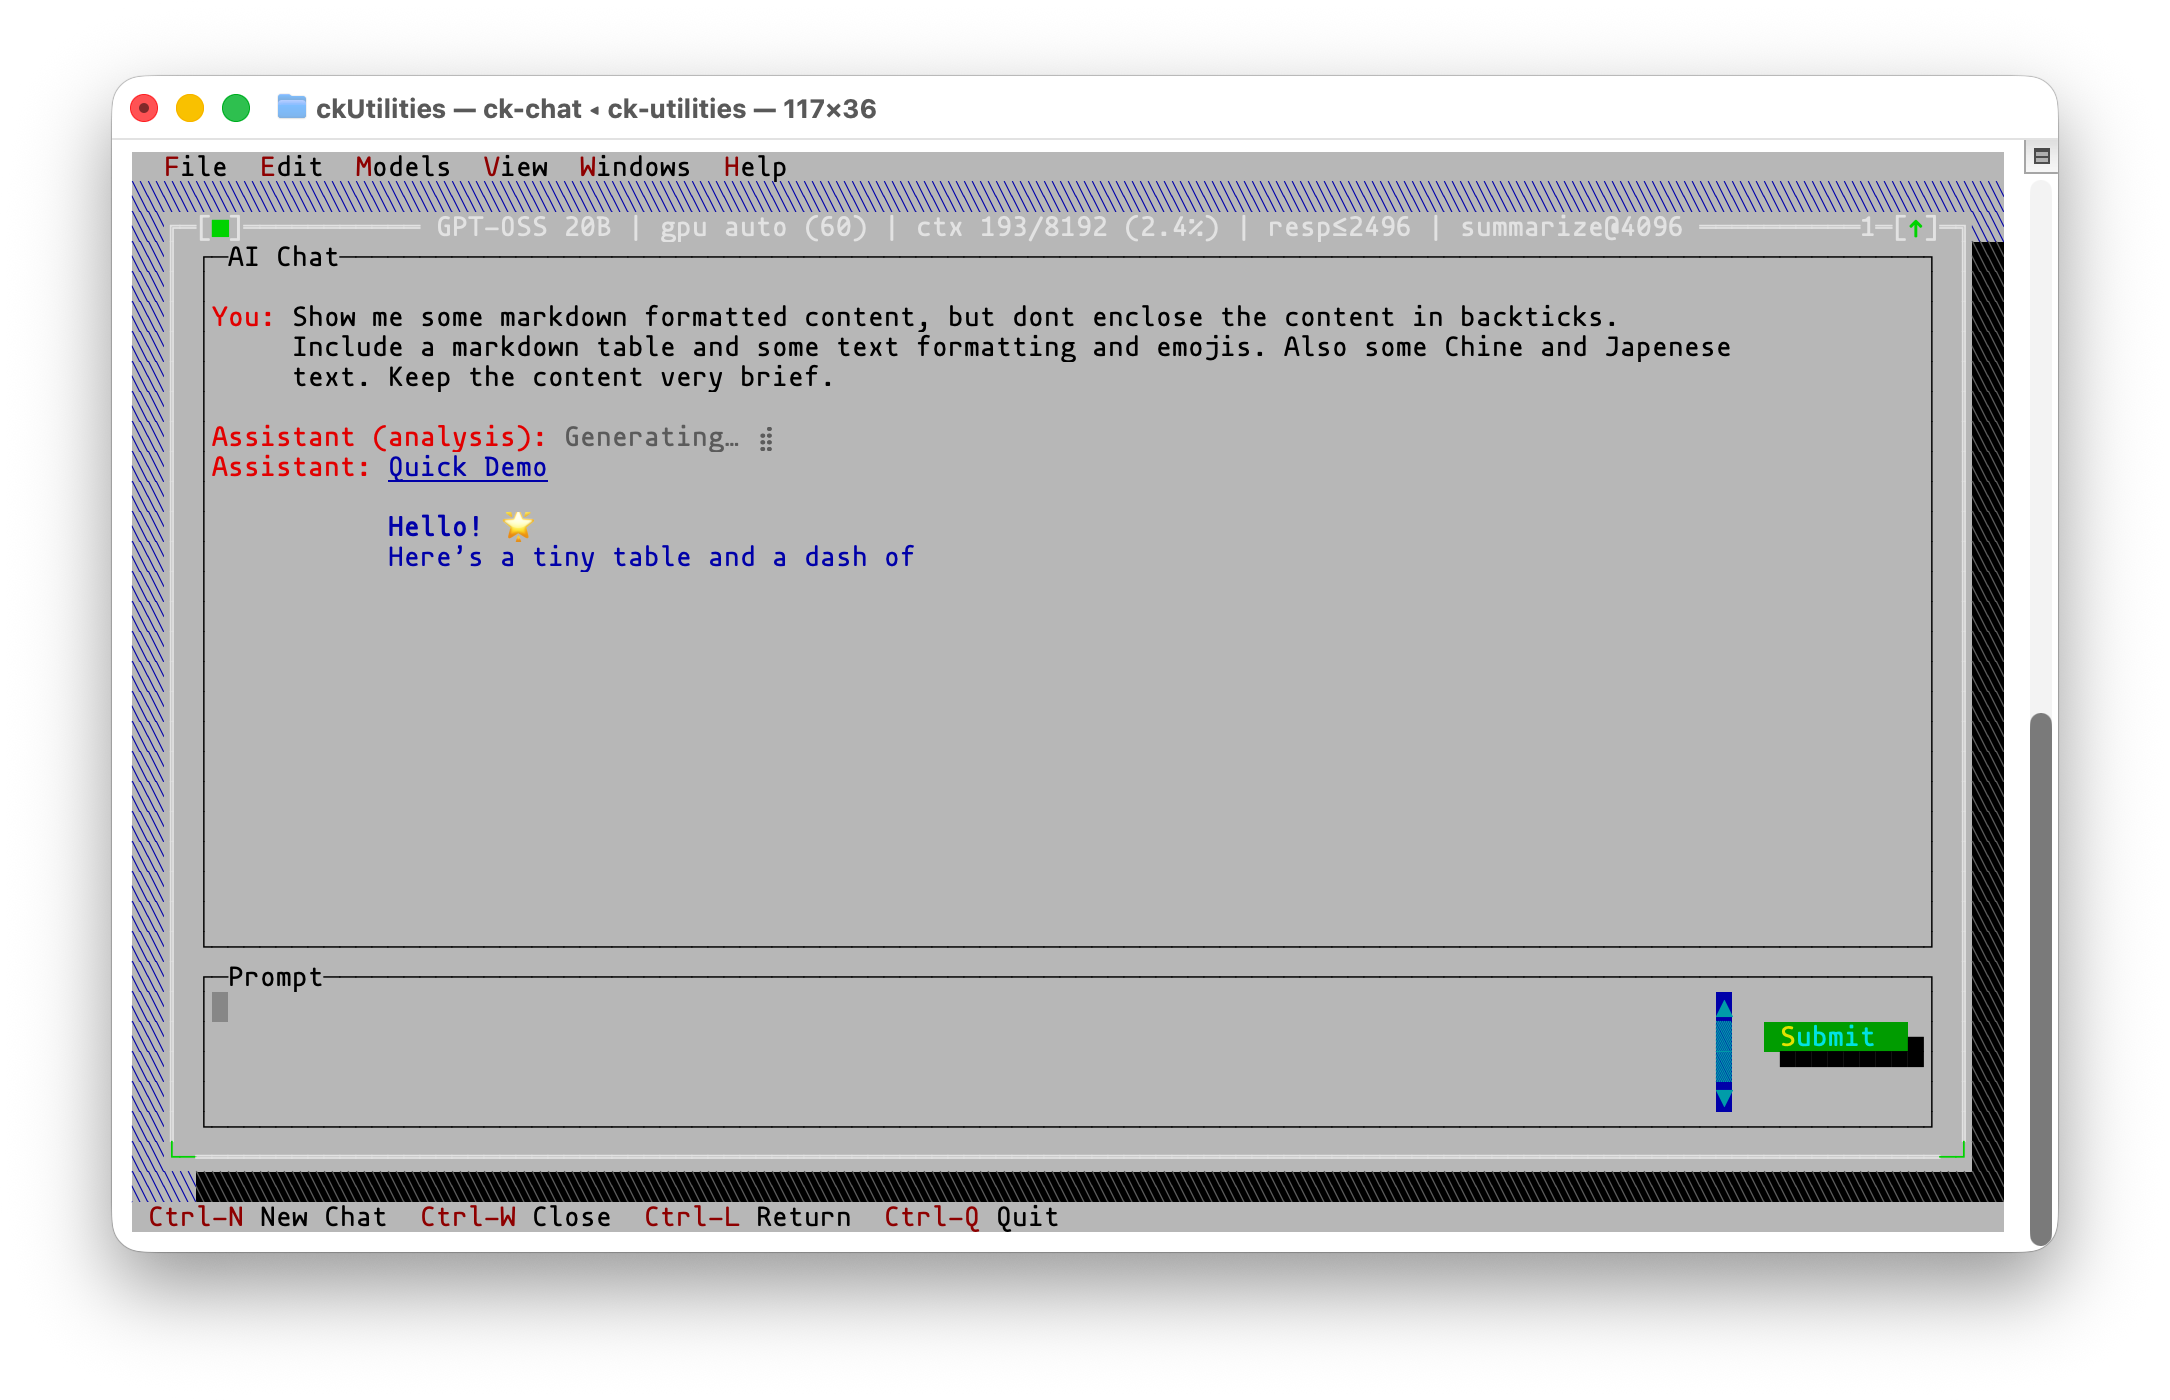 ckUtilities — ck-chat ◂ ck-utilities — 117×36
File Edit Models View Windows Help
GPT-OSS 20B | gpu auto (60) | ctx 193/8192 (2.4%) | resp≤2496 | summarize@4096 1 [↑]
AI Chat
You: Show me some markdown formatted content, but dont enclose the content in backticks.
Include a markdown table and some text formatting and emojis. Also some Chine and Japenese
text. Keep the content very brief.
Assistant (analysis): Generating… ⣾
Assistant: Quick Demo
Hello! 🌟
Here’s a tiny table and a dash of
Prompt
Submit
Ctrl-N New Chat Ctrl-W Close Ctrl-L Return Ctrl-Q Quit